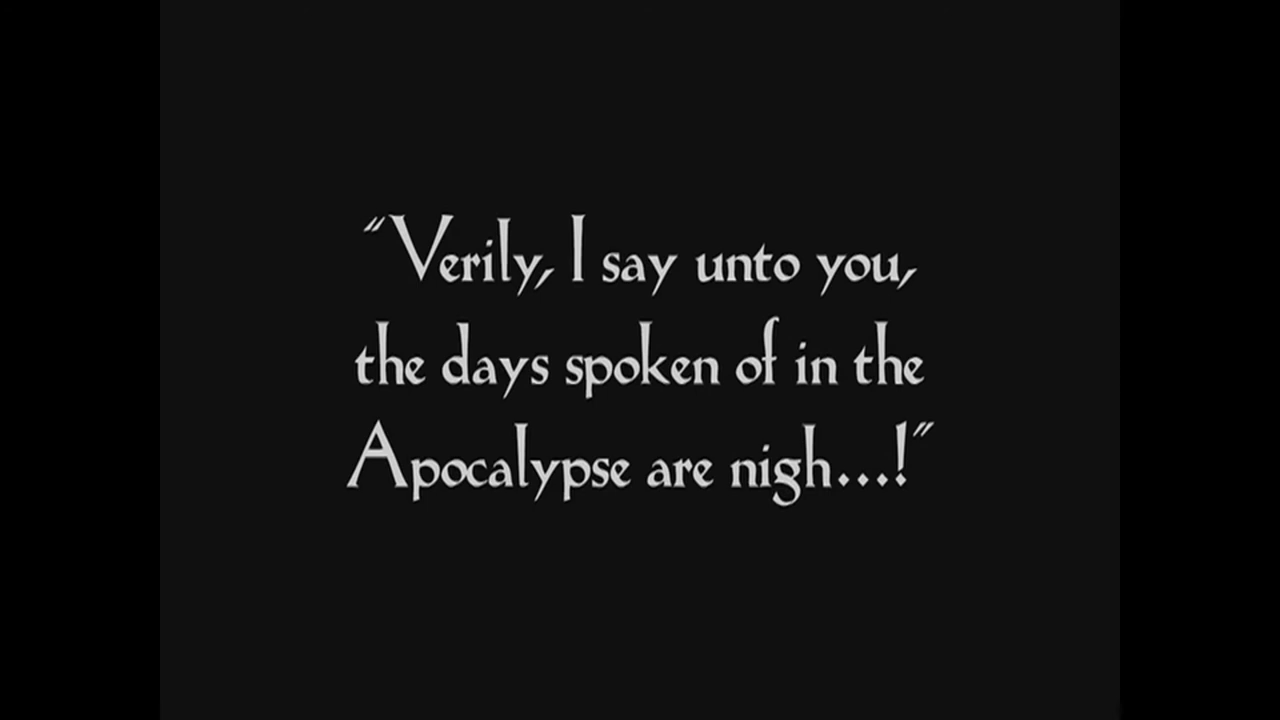 "Verily, I say unto you,
the days spoken of in the
Apocalypse are nigh...!"